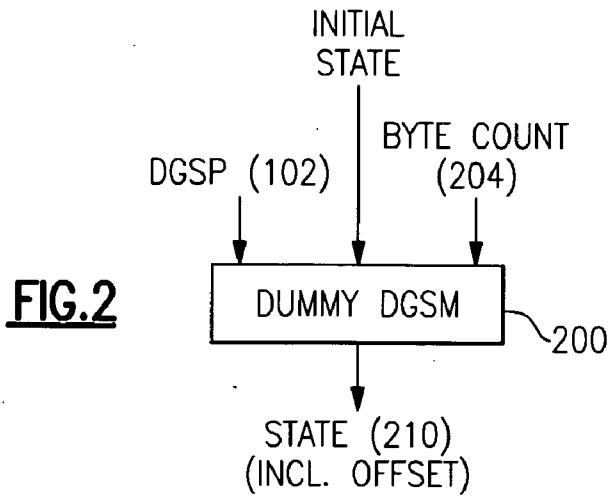 INITIAL
STATE
BYTE COUNT
(204)
DGSP (102)
DUMMY DGSM
200
FIG.2
STATE (210)
(INCL. OFFSET)